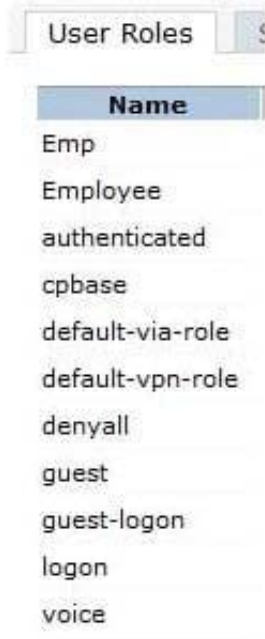 User Roles
Name
Emp
Employee
authenticated
cpbase
default-via-role
default-vpn-role
denyall
guest
guest-logon
logon
voice